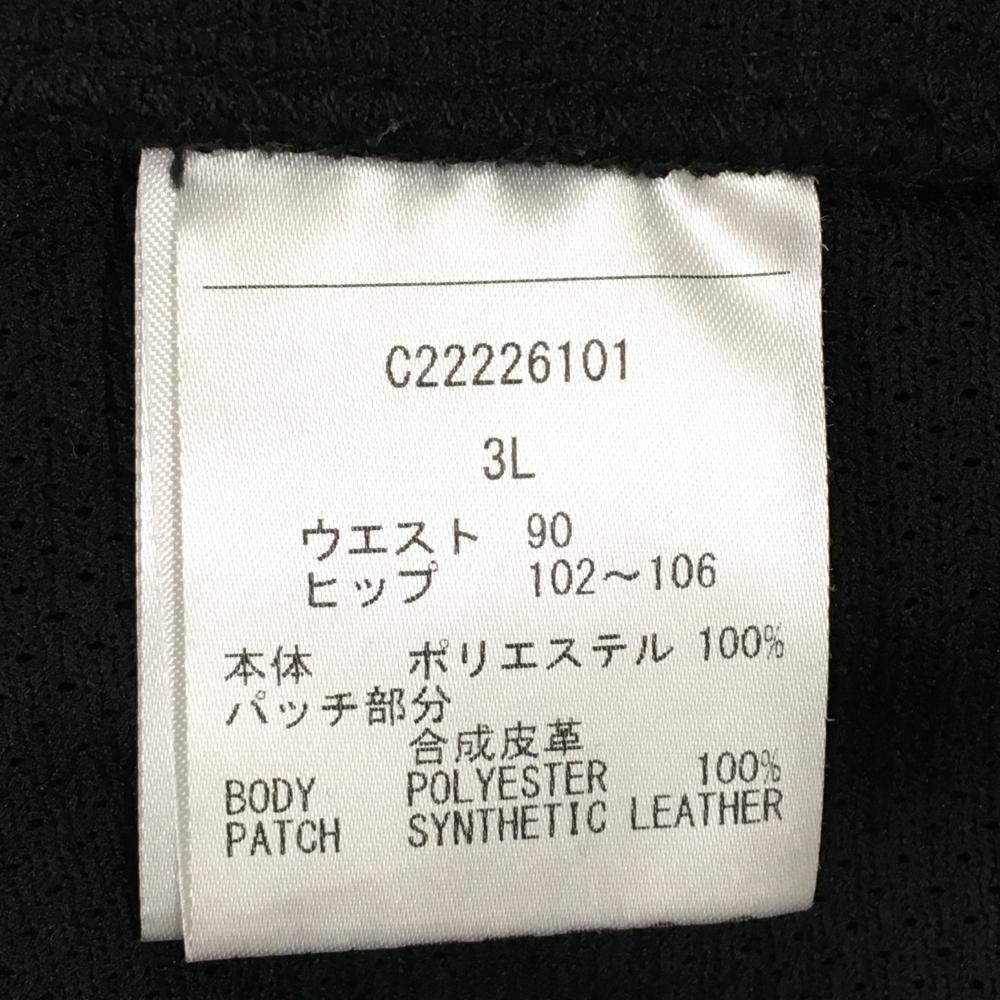 C22226101
3L
ウエスト 90
ヒップ 102～106
本体 ポリエステル 100%
パッチ部分
合成皮革
BODY POLYESTER 100%
PATCH SYNTHETIC LEATHER